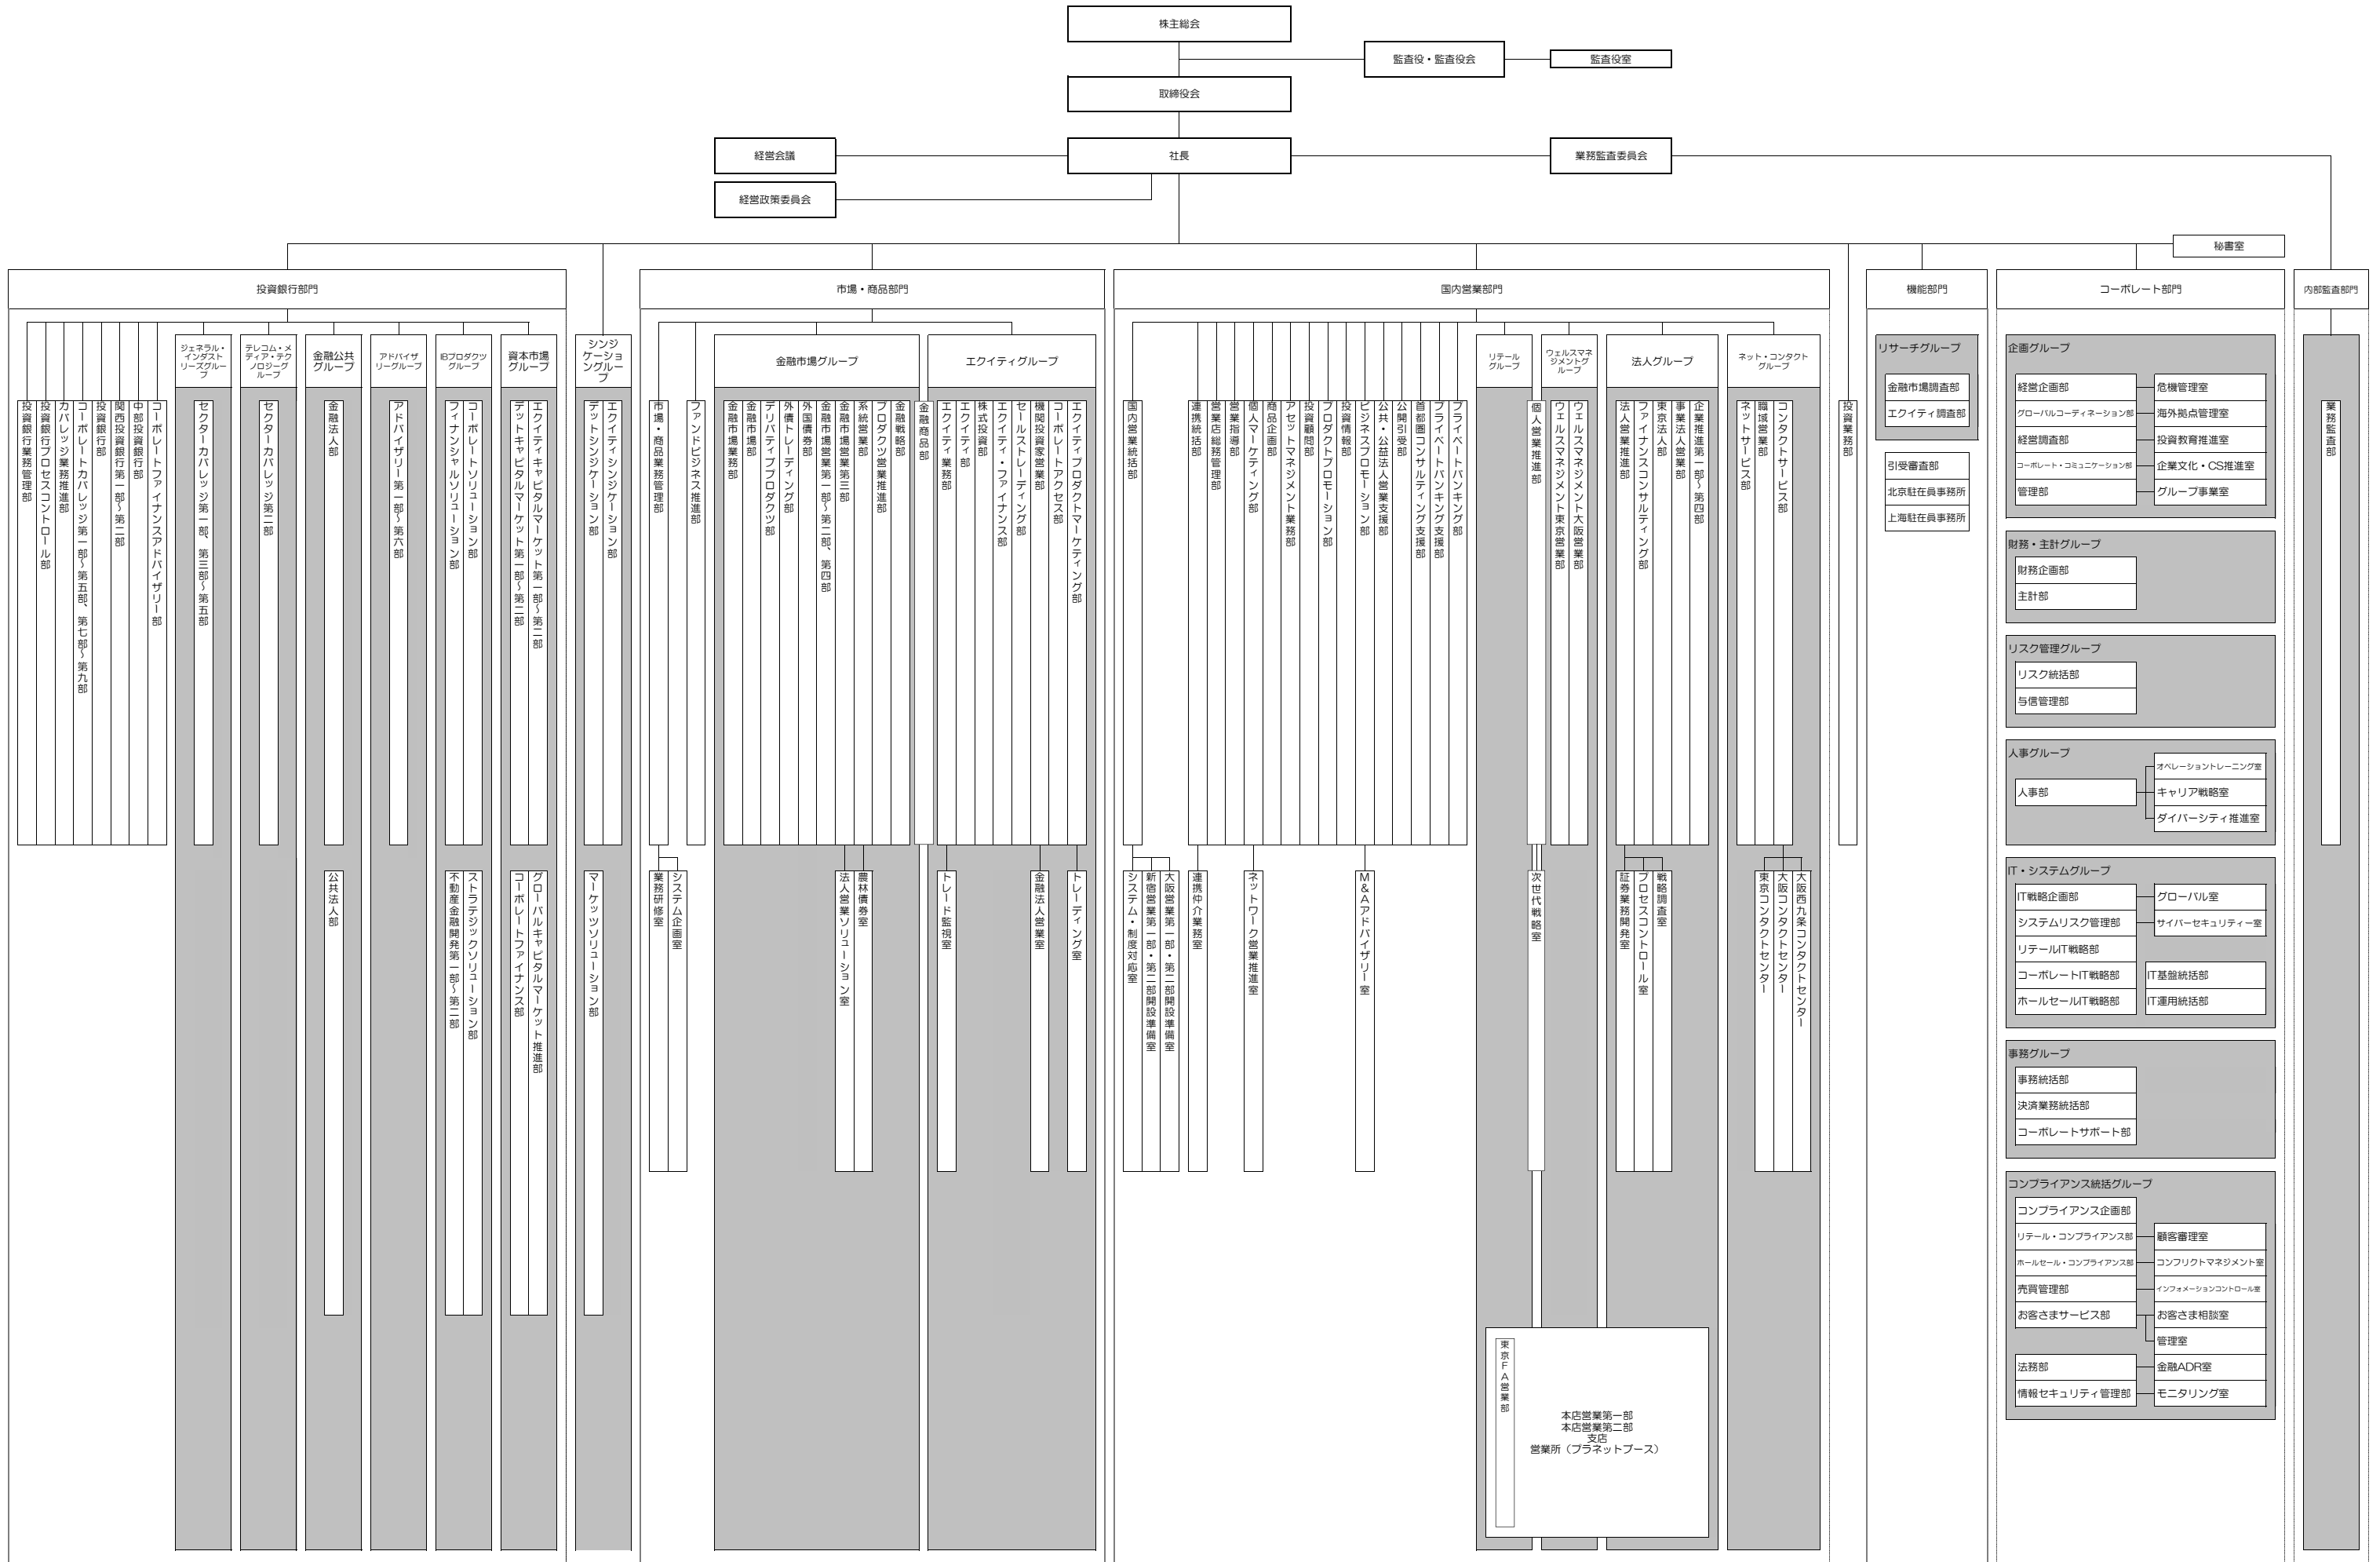 株主総会
監査役・監査役会
監査役室
取締役会
経営会議
社長
業務監査委員会
経営政策委員会
秘書室
投資銀行部門
市場・商品部門
国内営業部門
機能部門
コーポレート部門
内部監査部門
投資銀行業務管理部
投資銀行プロセスコントロール部
カバレッジ業務推進部
コーポレートカバレッジ第一部～第五部、第七部～第九部
投資銀行部
関西投資銀行第一部～第二部
中部投資銀行部
コーポレートファイナンスアドバイザリー部
ジェネラル・
インダスト
リーズグルー
プ
セクターカバレッジ第一部、第三部～第五部
テレコム・メ
ディア・テク
ノロジーグ
ループ
セクターカバレッジ第二部
金融公共
グループ
金融法人部
公共法人部
アドバイザ
リーグループ
アドバイザリー第一部～第六部
IBプロダクツ
グループ
フィナンシャルソリューション部
コーポレートソリューション部
不動産金融開発第一部～第二部
ストラテジックソリューション部
資本市場
グループ
デットキャピタルマーケット第一部～第二部
エクイティキャピタルマーケット第一部～第二部
コーポレートファイナンス部
グローバルキャピタルマーケット推進部
シンジ
ケーショ
ングルー
プ
デットシンジケーション部
エクイティシンジケーション部
マーケッツソリューション部
市場・商品業務管理部
ファンドビジネス推進部
業務研修室
システム企画室
金融市場グループ
金融市場業務部
金融市場部
デリバティブプロダクツ部
外債トレーディング部
外国債券部
金融市場営業第一部～第二部、第四部
金融市場営業第三部
系統営業部
プロダクツ営業推進部
金融戦略部
法人営業ソリューション室
農林債券室
金融商品部
エクイティグループ
エクイティ業務部
エクイティ部
株式投資部
エクイティ・ファイナンス部
セールストレーディング部
機関投資家営業部
コーポレートアクセス部
エクイティプロダクトマーケティング部
トレード監視室
金融法人営業室
トレーディング室
国内営業統括部
システム・制度対応室
新宿営業第一部・第二部開設準備室
大阪営業第一部・第二部開設準備室
連携統括部
営業店総務管理部
営業指導部
個人マーケティング部
商品企画部
アセットマネジメント業務部
投資顧問部
プロダクトプロモーション部
投資情報部
ビジネスプロモーション部
公共・公益法人営業支援部
公開引受部
首都圏コンサルティング支援部
プライベートバンキング支援部
プライベートバンキング部
連携仲介業務室
ネットワーク営業推進室
M&Aアドバイザリー室
リテール
グループ
個人営業推進部
次世代戦略室
ウェルスマネ
ジメントグ
ループ
ウェルスマネジメント東京営業部
ウェルスマネジメント大阪営業部
法人グループ
法人営業推進部
ファイナンスコンサルティング部
東京法人部
事業法人営業部
企業推進第一部～第四部
証券業務開発室
プロセスコントロール室
戦略調査室
ネット・コンタクト
グループ
ネットサービス部
職域営業部
コンタクトサービス部
東京コンタクトセンター
大阪コンタクトセンター
大阪西九条コンタクトセンター
東京FA営業部
本店営業第一部
本店営業第二部
支店
営業所（プラネットブース）
投資業務部
リサーチグループ
金融市場調査部
エクイティ調査部
引受審査部
北京駐在員事務所
上海駐在員事務所
企画グループ
経営企画部
危機管理室
グローバルコーディネーション部
海外拠点管理室
経営調査部
投資教育推進室
コーポレート・コミュニケーション部
企業文化・CS推進室
管理部
グループ事業室
財務・主計グループ
財務企画部
主計部
リスク管理グループ
リスク統括部
与信管理部
人事グループ
オペレーショントレーニング室
人事部
キャリア戦略室
ダイバーシティ推進室
IT・システムグループ
IT戦略企画部
グローバル室
システムリスク管理部
サイバーセキュリティー室
リテールIT戦略部
コーポレートIT戦略部
IT基盤統括部
ホールセールIT戦略部
IT運用統括部
事務グループ
事務統括部
決済業務統括部
コーポレートサポート部
コンプライアンス統括グループ
コンプライアンス企画部
リテール・コンプライアンス部
顧客審理室
ホールセール・コンプライアンス部
コンフリクトマネジメント室
売買管理部
インフォメーションコントロール室
お客さまサービス部
お客さま相談室
管理室
法務部
金融ADR室
情報セキュリティ管理部
モニタリング室
業務監査部